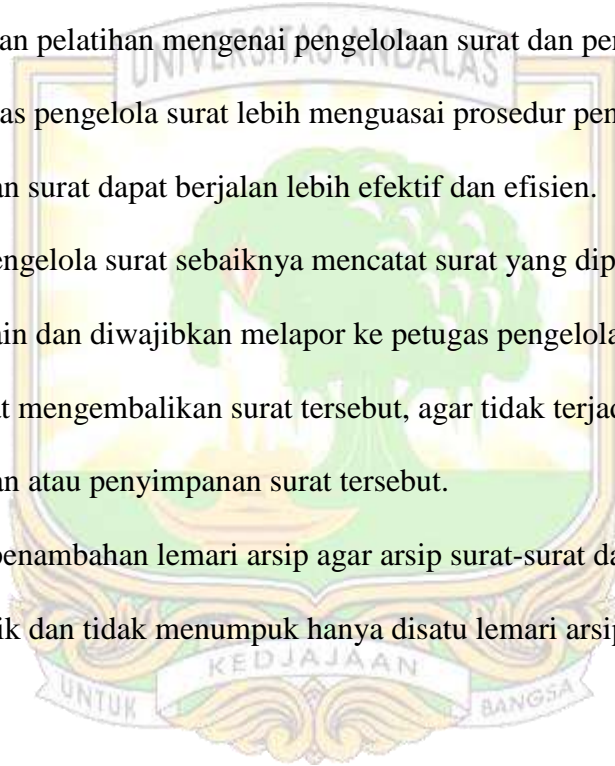 UNIVERSITAS ANDALAS
an pelatihan mengenai pengelolaan surat dan per
as pengelola surat lebih menguasai prosedur pen
an surat dapat berjalan lebih efektif dan efisien.
engelola surat sebaiknya mencatat surat yang dip
ain dan diwajibkan melapor ke petugas pengelola
at mengembalikan surat tersebut, agar tidak terjad
an atau penyimpanan surat tersebut.
penambahan lemari arsip agar arsip surat-surat da
ik dan tidak menumpuk hanya disatu lemari arsip
UNTUK KEDJAJAAN BANGSA